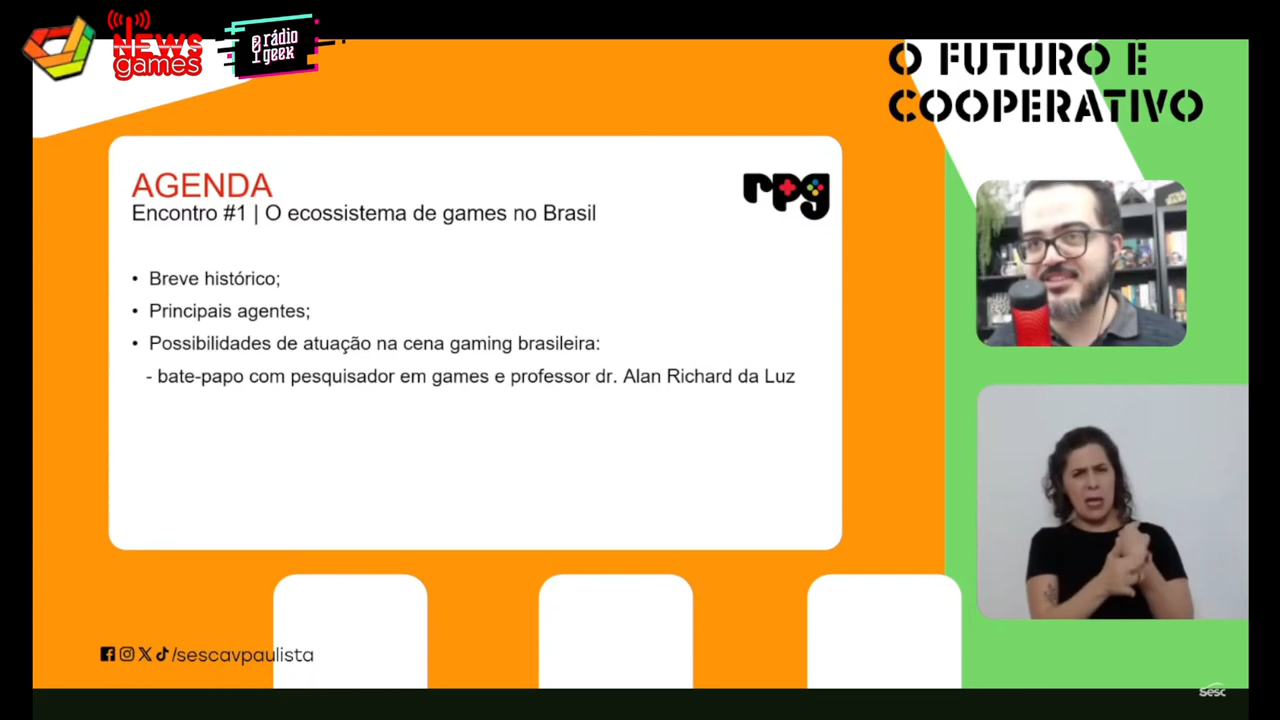 NEWS
games
rádio
geek
O FUTURO É
COOPERATIVO
AGENDA
rpg
Encontro #1 | O ecossistema de games no Brasil
• Breve histórico;
• Principais agentes;
• Possibilidades de atuação na cena gaming brasileira:
- bate-papo com pesquisador em games e professor dr. Alan Richard da Luz
/sescavpaulista
sesc